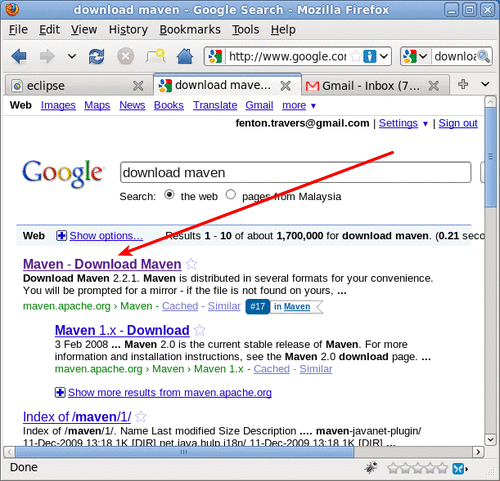 download maven - Google Search - Mozilla Firefox
File Edit View History Bookmarks Tools Help
http://www.google.com
eclipse download mave... Gmail - Inbox (7...
Web Images Maps News Books Translate Gmail more ▼
fenton.travers@gmail.com | Settings ▼ | Sign out
Google download maven
Search: the web pages from Malaysia
Web Show options... Results 1 - 10 of about 1,700,000 for download maven. (0.21 sec
Maven - Download Maven
Download Maven 2.2.1. Maven is distributed in several formats for your convenience.
You will be prompted for a mirror - if the file is not found on yours, ...
maven.apache.org › Maven - Cached - Similar #17 in Maven
Maven 1.x - Download
3 Feb 2008 ... Maven 2.0 is the current stable release of Maven. For more
information and installation instructions, see the Maven 2.0 download page. ...
maven.apache.org › Maven › Maven 1.x - Cached - Similar
Show more results from maven.apache.org
Index of /maven/1/
Index of /maven/1/. Name Last modified Size Description .... maven-javanet-plugin/
11-Dec-2009 13:18 1K [DIR] net.java.hulp.i18n/ 11-Dec-2009 13:18 1K [DIR]
Done